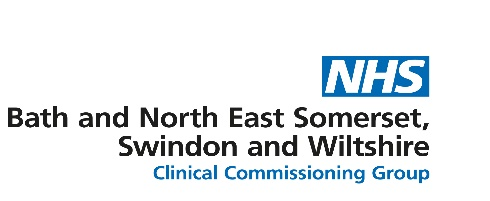 NHS
Bath and North East Somerset,
Swindon and Wiltshire
Clinical Commissioning Group